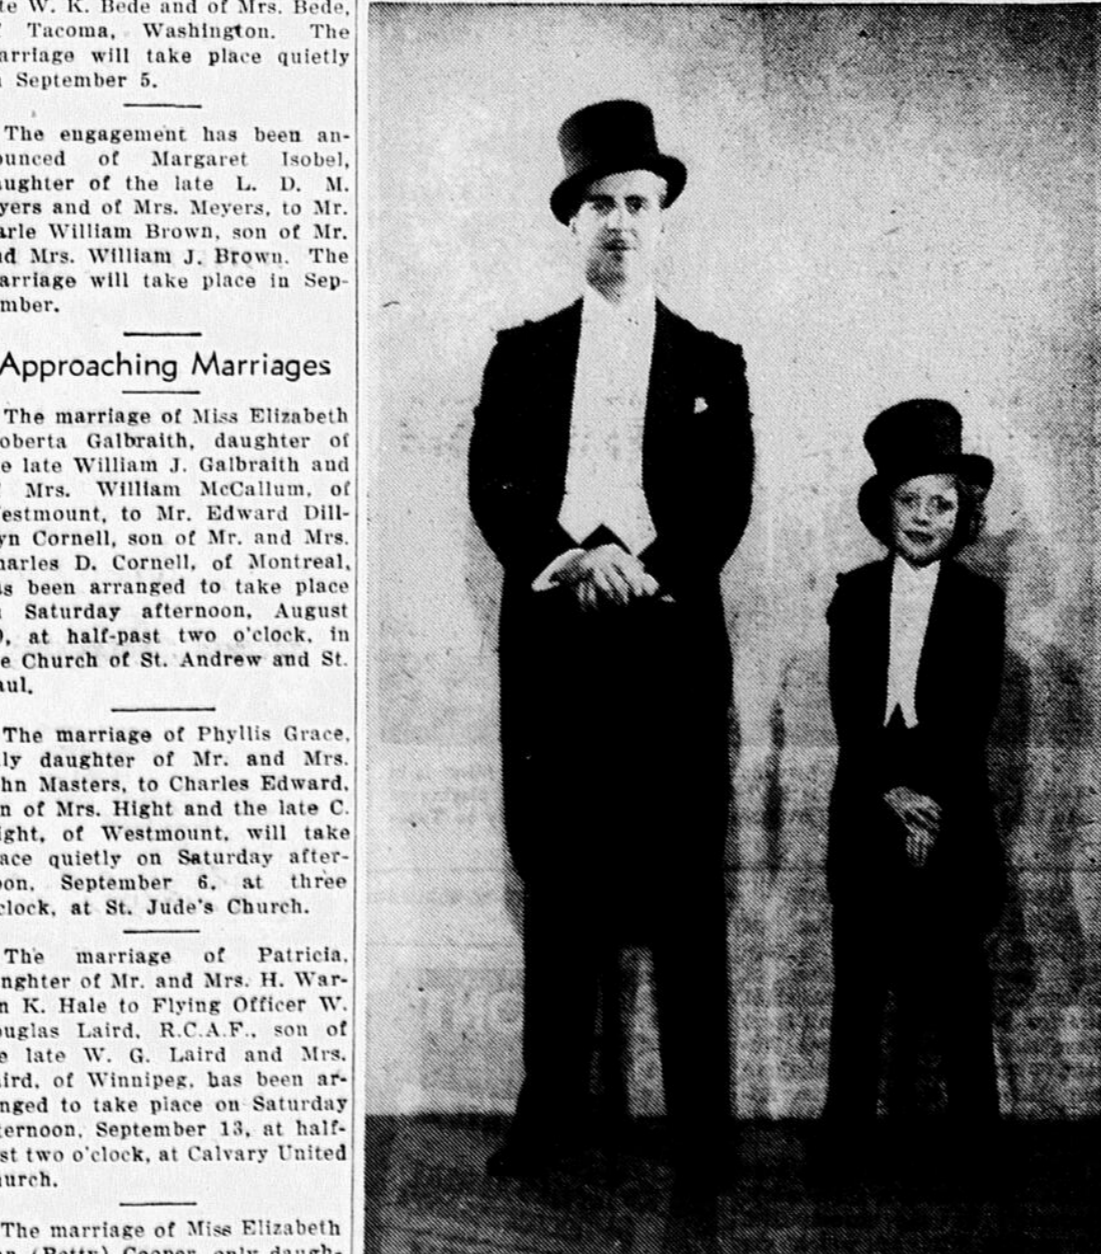 te W. K. Bede and of Mrs. Bede,
Tacoma, Washington. The
arriage will take place quietly
September 5.
The engagement has been an-
ounced of Margaret Isobel,
aughter of the late L. D. M.
yers and of Mrs. Meyers, to Mr.
arle William Brown, son of Mr.
d Mrs. William J. Brown. The
arriage will take place in Sep-
mber.
Approaching Marriages
The marriage of Miss Elizabeth
oberta Galbraith, daughter of
e late William J. Galbraith and
Mrs. William McCallum, of
estmount, to Mr. Edward Dill-
yn Cornell, son of Mr. and Mrs.
harles D. Cornell, of Montreal,
s been arranged to take place
Saturday afternoon, August
, at half-past two o'clock, in
e Church of St. Andrew and St.
aul.
The marriage of Phyllis Grace,
ly daughter of Mr. and Mrs.
hn Masters, to Charles Edward,
n of Mrs. Hight and the late C.
ight, of Westmount, will take
ace quietly on Saturday after-
oon, September 6, at three
clock, at St. Jude's Church.
The marriage of Patricia,
nghter of Mr. and Mrs. H. War-
n K. Hale to Flying Officer W.
ouglas Laird, R.C.A.F., son of
e late W. G. Laird and Mrs.
aird, of Winnipeg, has been ar-
nged to take place on Saturday
ternoon, September 13, at half-
st two o'clock, at Calvary United
hurch.
The marriage of Miss Elizabeth
(Betty) Cooper, only daugh-